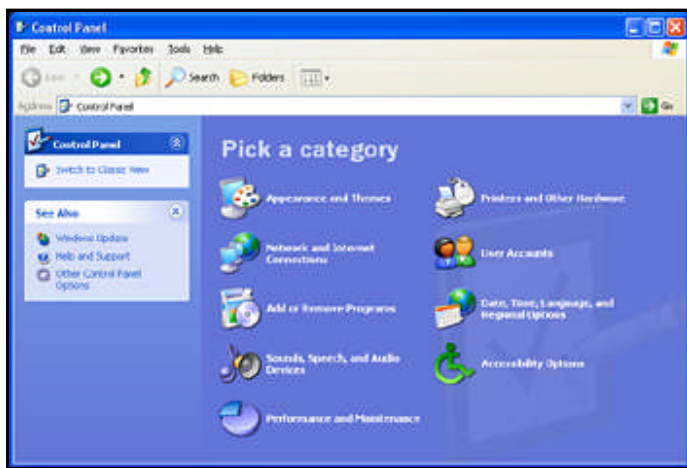 Control Panel
File Edit View Favorites Tools Help
Back Search Folders
Address Control Panel Go
Control Panel
Switch to Classic View
See Also
Windows Update
Help and Support
Other Control Panel
Options
Pick a category
Appearance and Themes
Printers and Other Hardware
Network and Internet
Connections
User Accounts
Add or Remove Programs
Date, Time, Language, and
Regional Options
Sounds, Speech, and Audio
Devices
Accessibility Options
Performance and Maintenance